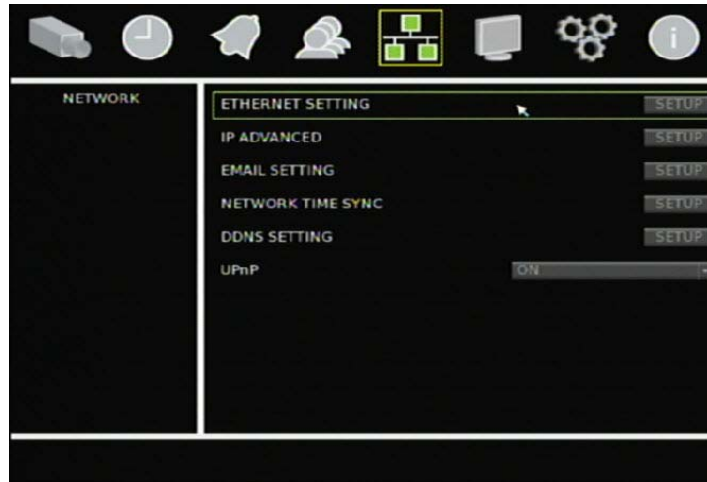 NETWORK
ETHERNET SETTING SETUP
IP ADVANCED SETUP
EMAIL SETTING SETUP
NETWORK TIME SYNC SETUP
DDNS SETTING SETUP
UPnP ON